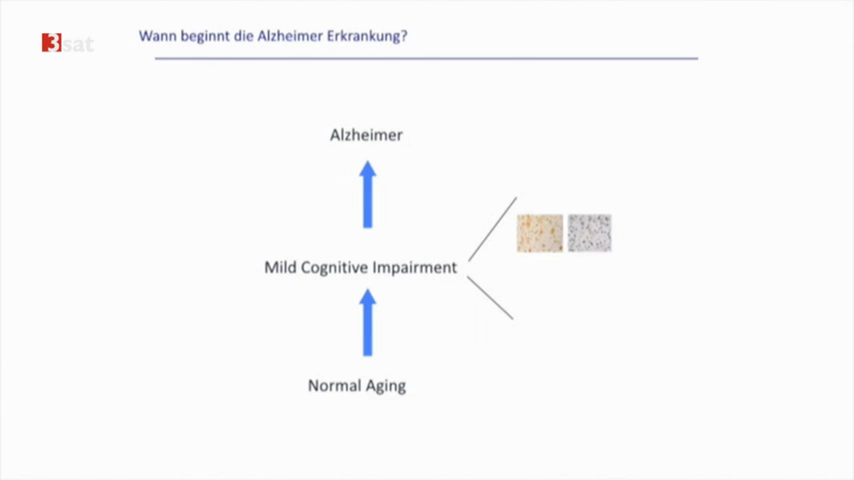 Wann beginnt die Alzheimer Erkrankung?
3sat
Alzheimer
Mild Cognitive Impairment
Normal Aging